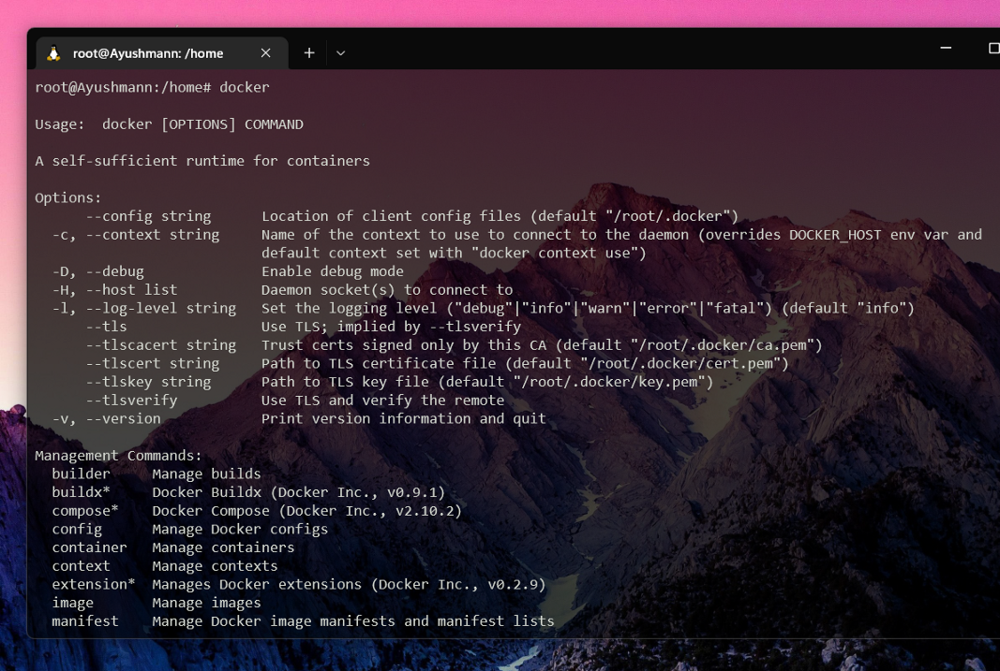 root@Ayushmann: /home
root@Ayushmann:/home# docker
Usage:  docker [OPTIONS] COMMAND
A self-sufficient runtime for containers
Options:
      --config string      Location of client config files (default "/root/.docker")
  -c, --context string     Name of the context to use to connect to the daemon (overrides DOCKER_HOST env var and
                           default context set with "docker context use")
  -D, --debug              Enable debug mode
  -H, --host list          Daemon socket(s) to connect to
  -l, --log-level string   Set the logging level ("debug"|"info"|"warn"|"error"|"fatal") (default "info")
      --tls                Use TLS; implied by --tlsverify
      --tlscacert string   Trust certs signed only by this CA (default "/root/.docker/ca.pem")
      --tlscert string     Path to TLS certificate file (default "/root/.docker/cert.pem")
      --tlskey string      Path to TLS key file (default "/root/.docker/key.pem")
      --tlsverify          Use TLS and verify the remote
  -v, --version            Print version information and quit
Management Commands:
  builder     Manage builds
  buildx*     Docker Buildx (Docker Inc., v0.9.1)
  compose*    Docker Compose (Docker Inc., v2.10.2)
  config      Manage Docker configs
  container   Manage containers
  context     Manage contexts
  extension*  Manages Docker extensions (Docker Inc., v0.2.9)
  image       Manage images
  manifest    Manage Docker image manifests and manifest lists